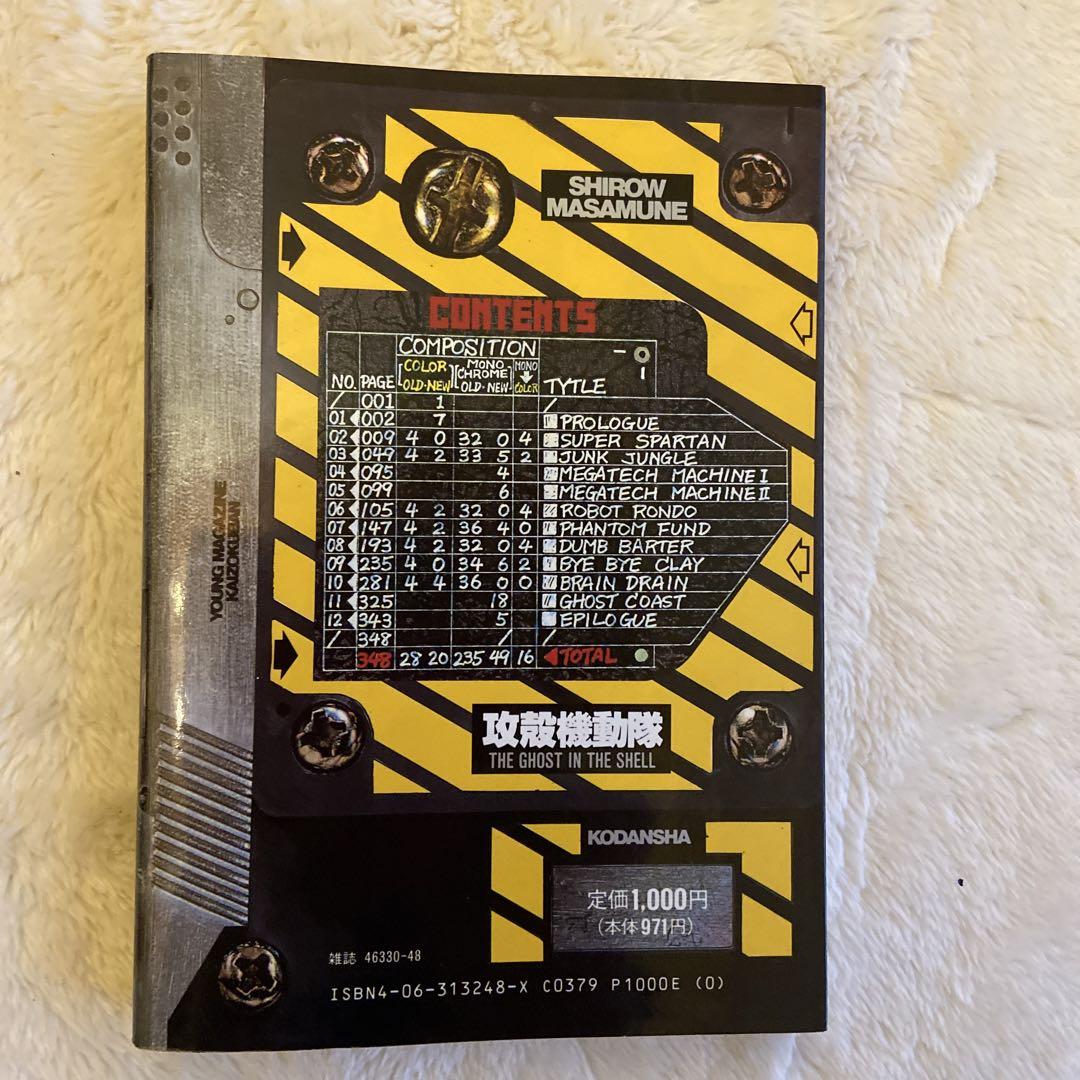 SHIROW
MASAMUNE
CONTENTS
COMPOSITION
COLOR MONO CHROME MONO
NO. PAGE OLD·NEW OLD·NEW COLOR TYTLE
/ 001 1 /
01 002 7 PROLOGUE
02 009 4 0 32 0 4 SUPER SPARTAN
03 049 4 2 33 5 2 JUNK JUNGLE
04 095 4 MEGATECH MACHINE I
05 099 6 MEGATECH MACHINE II
06 105 4 2 32 0 4 ROBOT RONDO
07 147 4 2 36 4 0 PHANTOM FUND
08 193 4 2 32 0 4 DUMB BARTER
09 235 4 0 34 6 2 BYE BYE CLAY
10 281 4 4 36 0 0 BRAIN DRAIN
11 325 18 GHOST COAST
12 343 5 EPILOGUE
/ 348 / /
348 28 20 235 49 16 TOTAL
YOUNG MAGAZINE
KAIZOKUBAN
攻殻機動隊
THE GHOST IN THE SHELL
KODANSHA
定価1,000円
(本体971円)
雑誌 46330-48
ISBN4-06-313248-X C0379 P1000E (0)